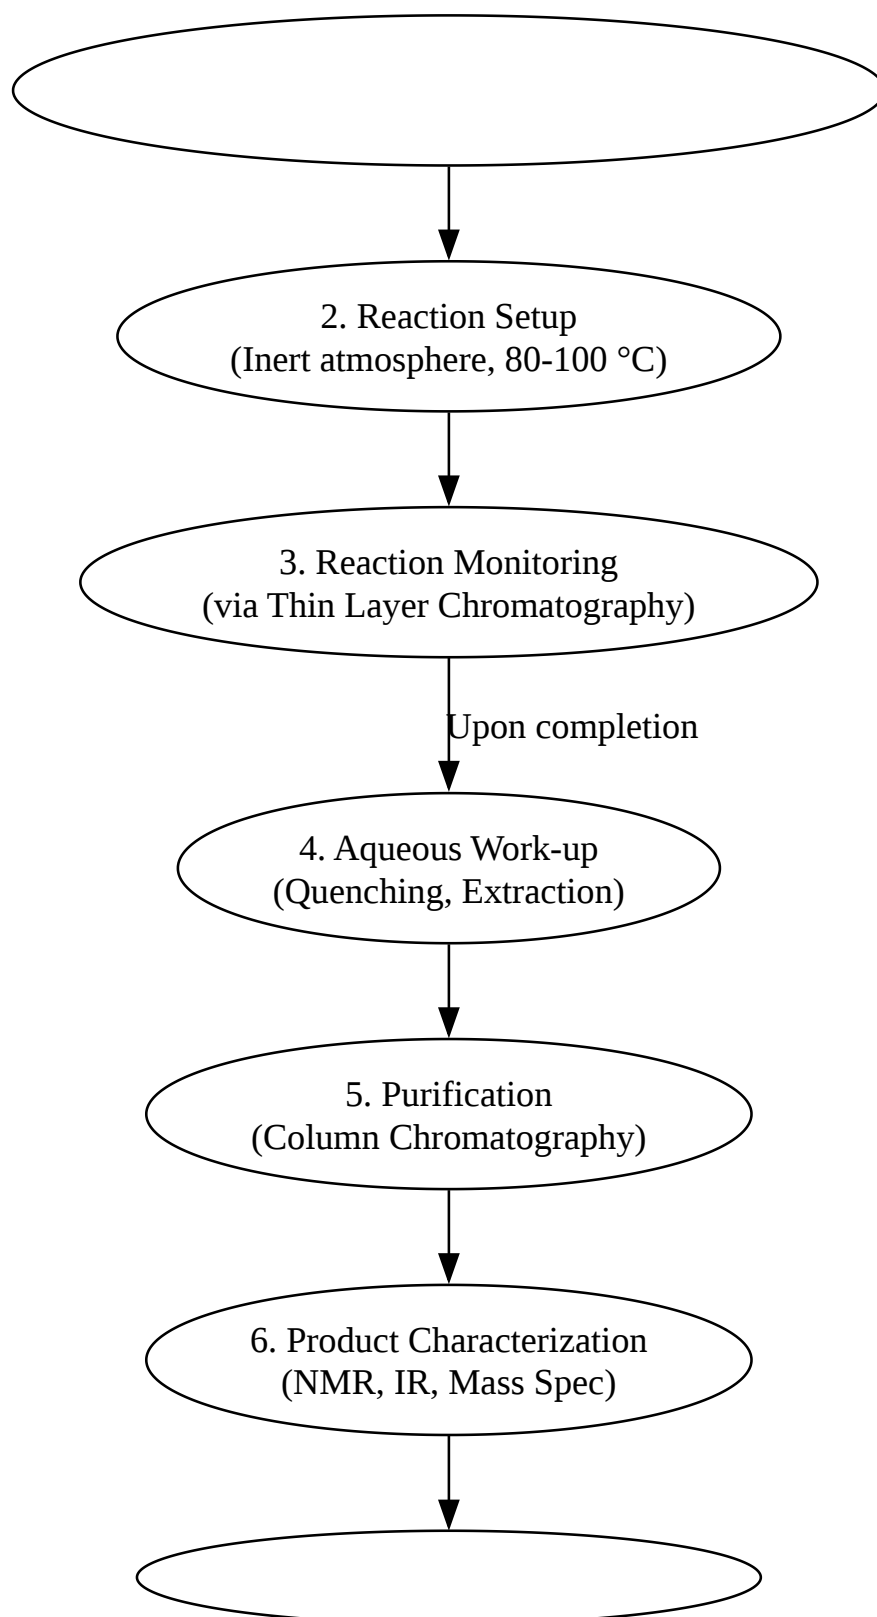 2. Reaction Setup
(Inert atmosphere, 80-100 °C)
3. Reaction Monitoring
(via Thin Layer Chromatography)
Upon completion
4. Aqueous Work-up
(Quenching, Extraction)
5. Purification
(Column Chromatography)
6. Product Characterization
(NMR, IR, Mass Spec)